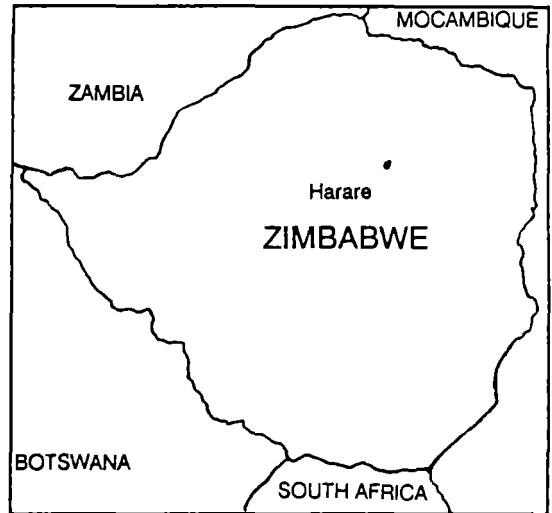 MOCAMBIQUE
ZAMBIA
Harare
ZIMBABWE
BOTSWANA
SOUTH AFRICA